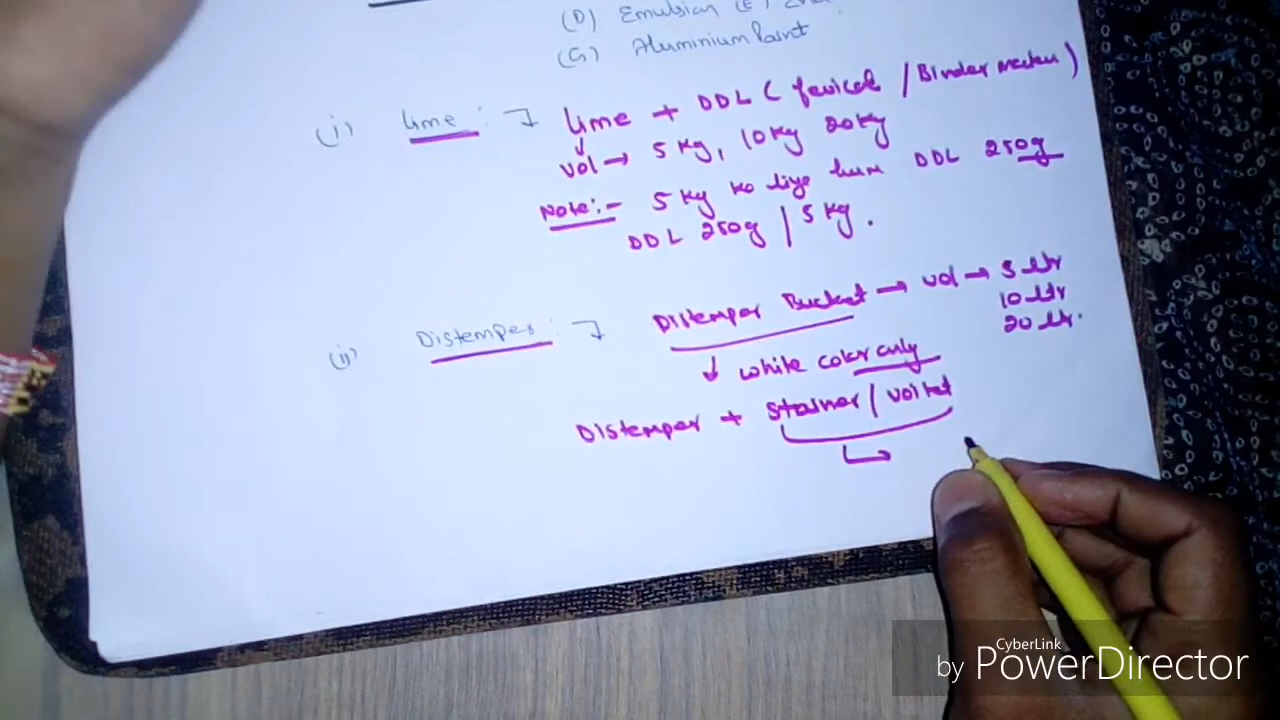 (D) Emulsion (E)
(G) Aluminium Paint
(i) Lime : → Lime + DDL ( fevicol / Binder
Vol → 5 Kg, 10 Kg 20 Kg
Note:- 5 Kg ko liye hum DDL 250g
DDL 250g / 5 Kg.
(ii) Distemper : → Distemper Bucket → Vol → 5 ltr
10 ltr
20 ltr.
↓ white color only
Distemper + Stainer /
CyberLink
by PowerDirector